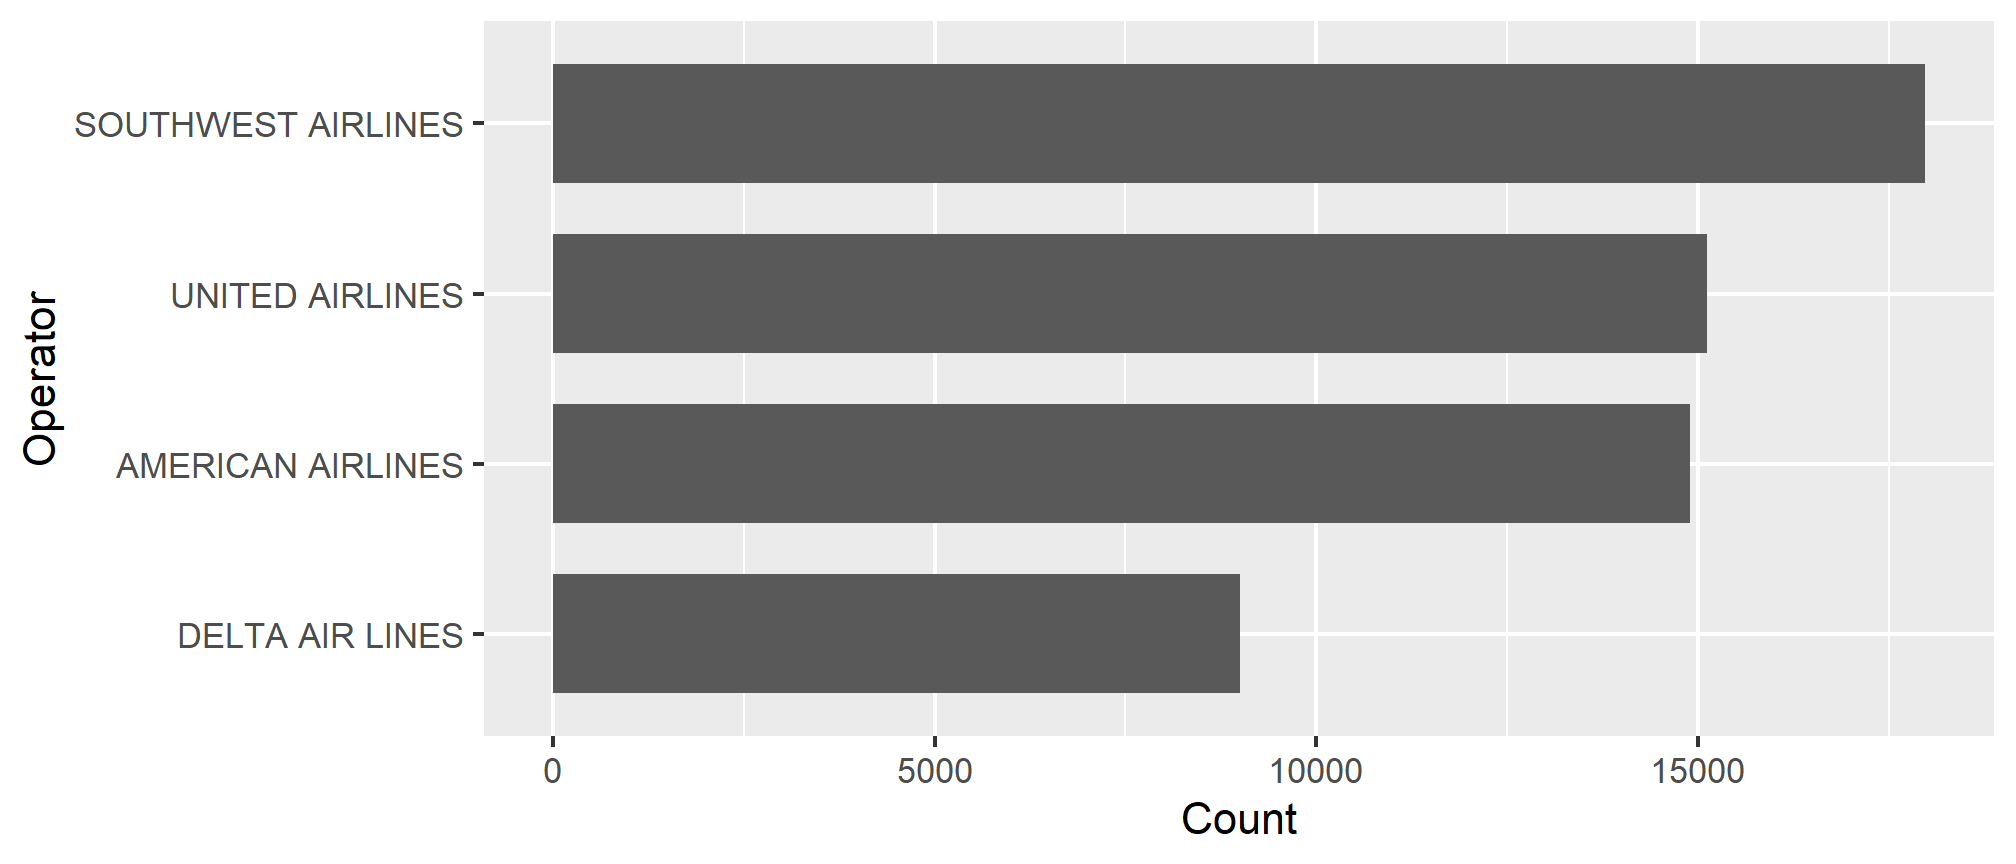 SOUTHWEST AIRLINES
UNITED AIRLINES
AMERICAN AIRLINES
DELTA AIR LINES
Operator
0 5000 10000 15000
Count